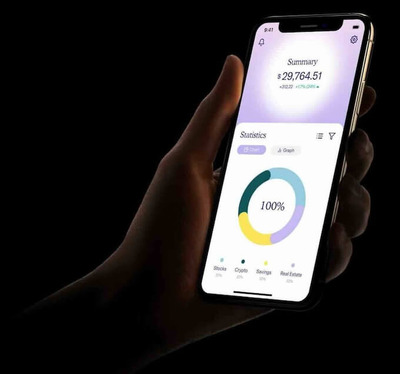 9:41
Summary
$29,764.51
Statistics
Graph
100%
Stocks Crypto Savings Real Estate